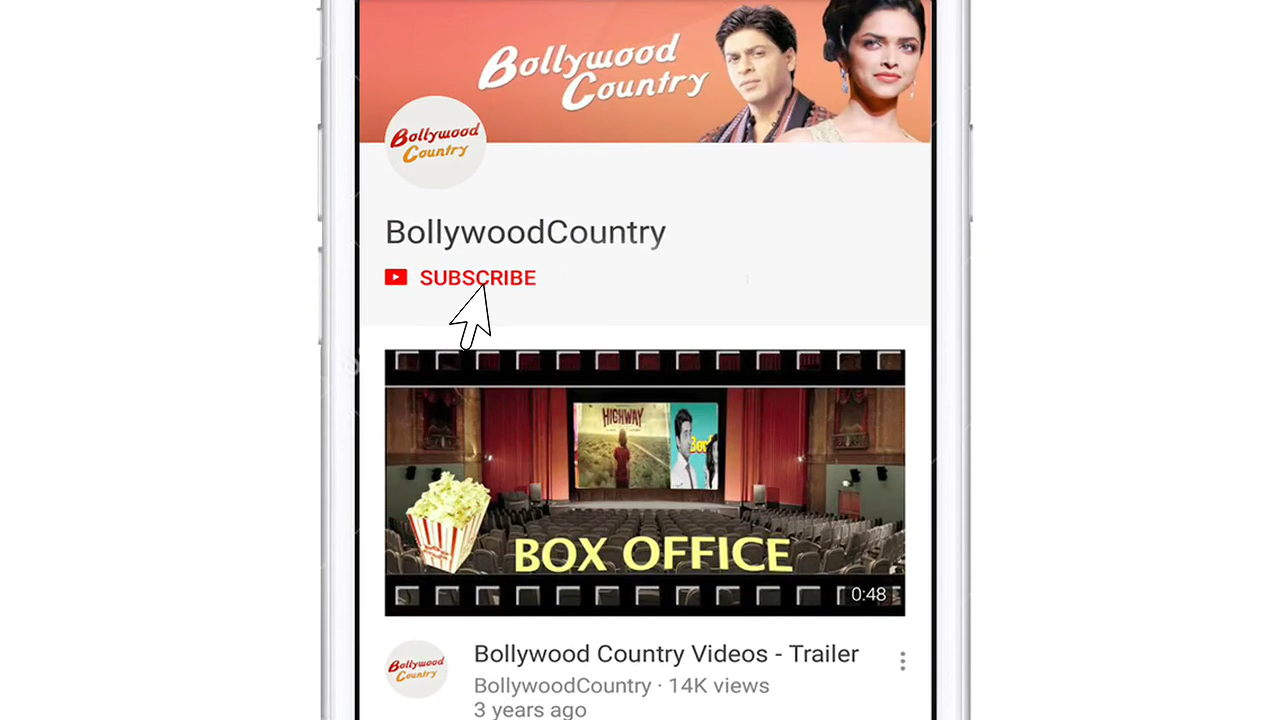 Bollywood
Country
Bollywood
Country
BollywoodCountry
SUBSCRIBE
HIGHWAY
BOX OFFICE
0:48
Bollywood
Country
Bollywood Country Videos - Trailer
BollywoodCountry · 14K views
3 years ago